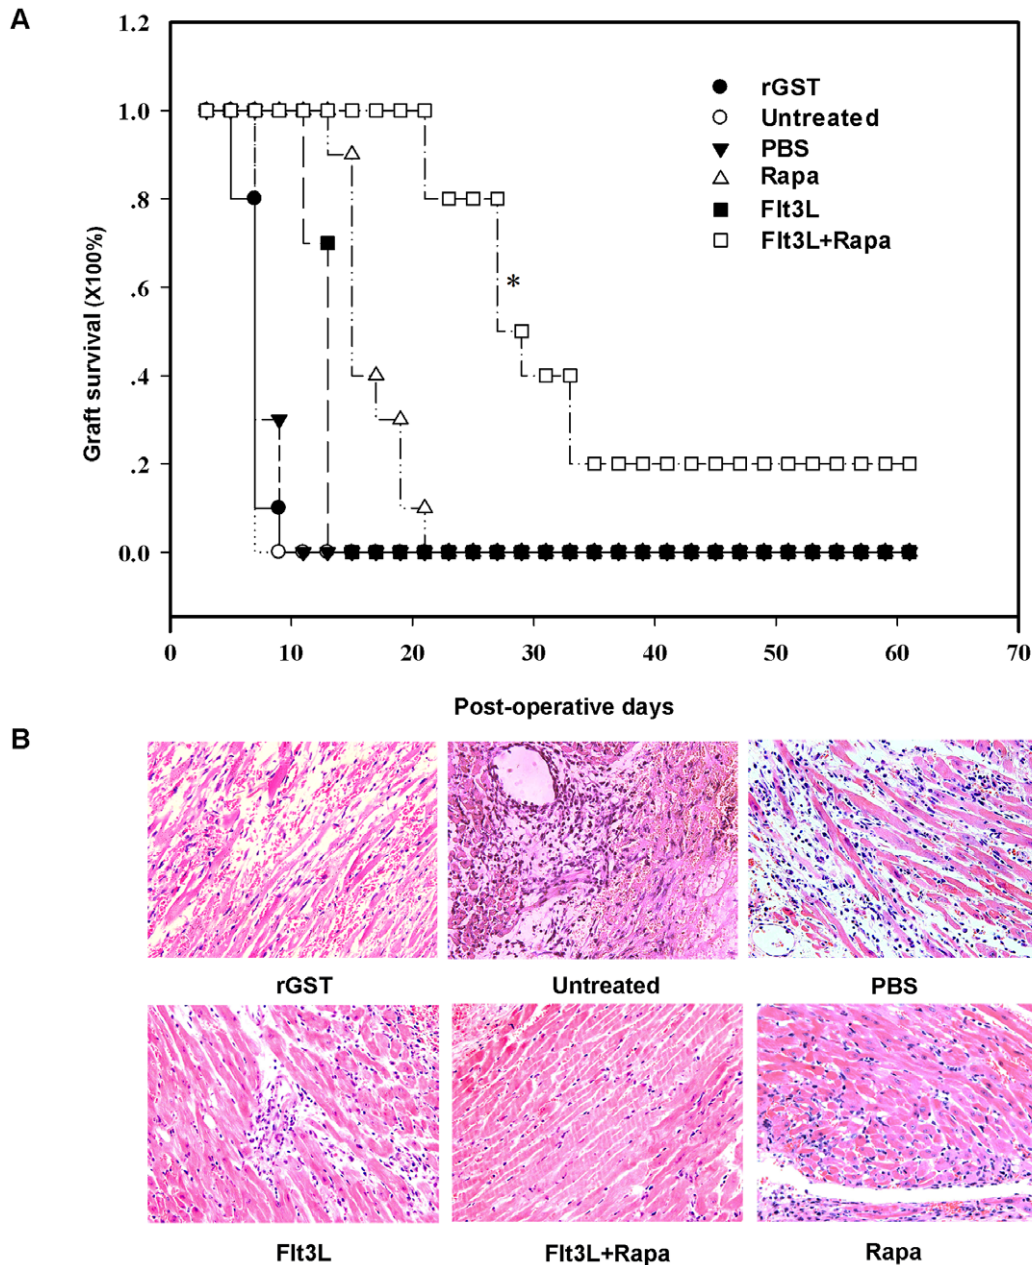 A
1.2
1.0
.8
.6
.4
.2
0.0
Graft survival (X100%)
rGST
Untreated
PBS
Rapa
Flt3L
Flt3L+Rapa
*
0 10 20 30 40 50 60 70
Post-operative days
B
rGST Untreated PBS
Flt3L Flt3L+Rapa Rapa